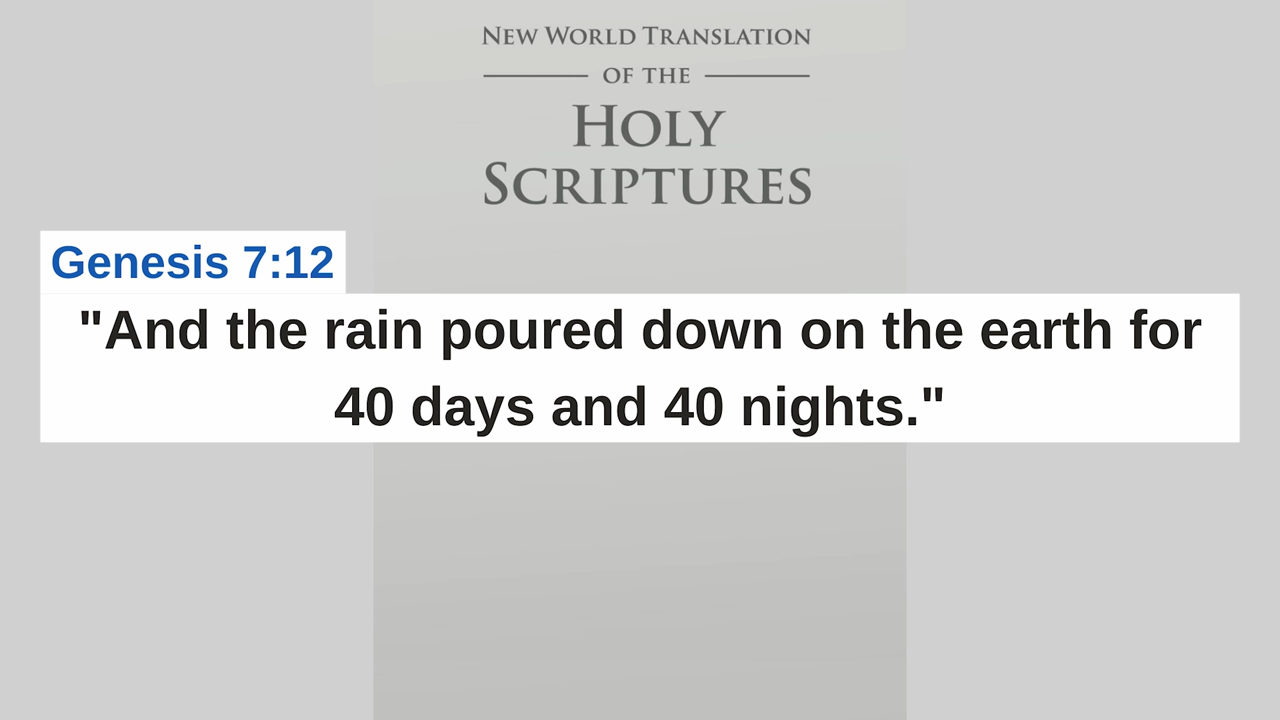 New World Translation
of the
Holy
Scriptures
Genesis 7:12
"And the rain poured down on the earth for
40 days and 40 nights."